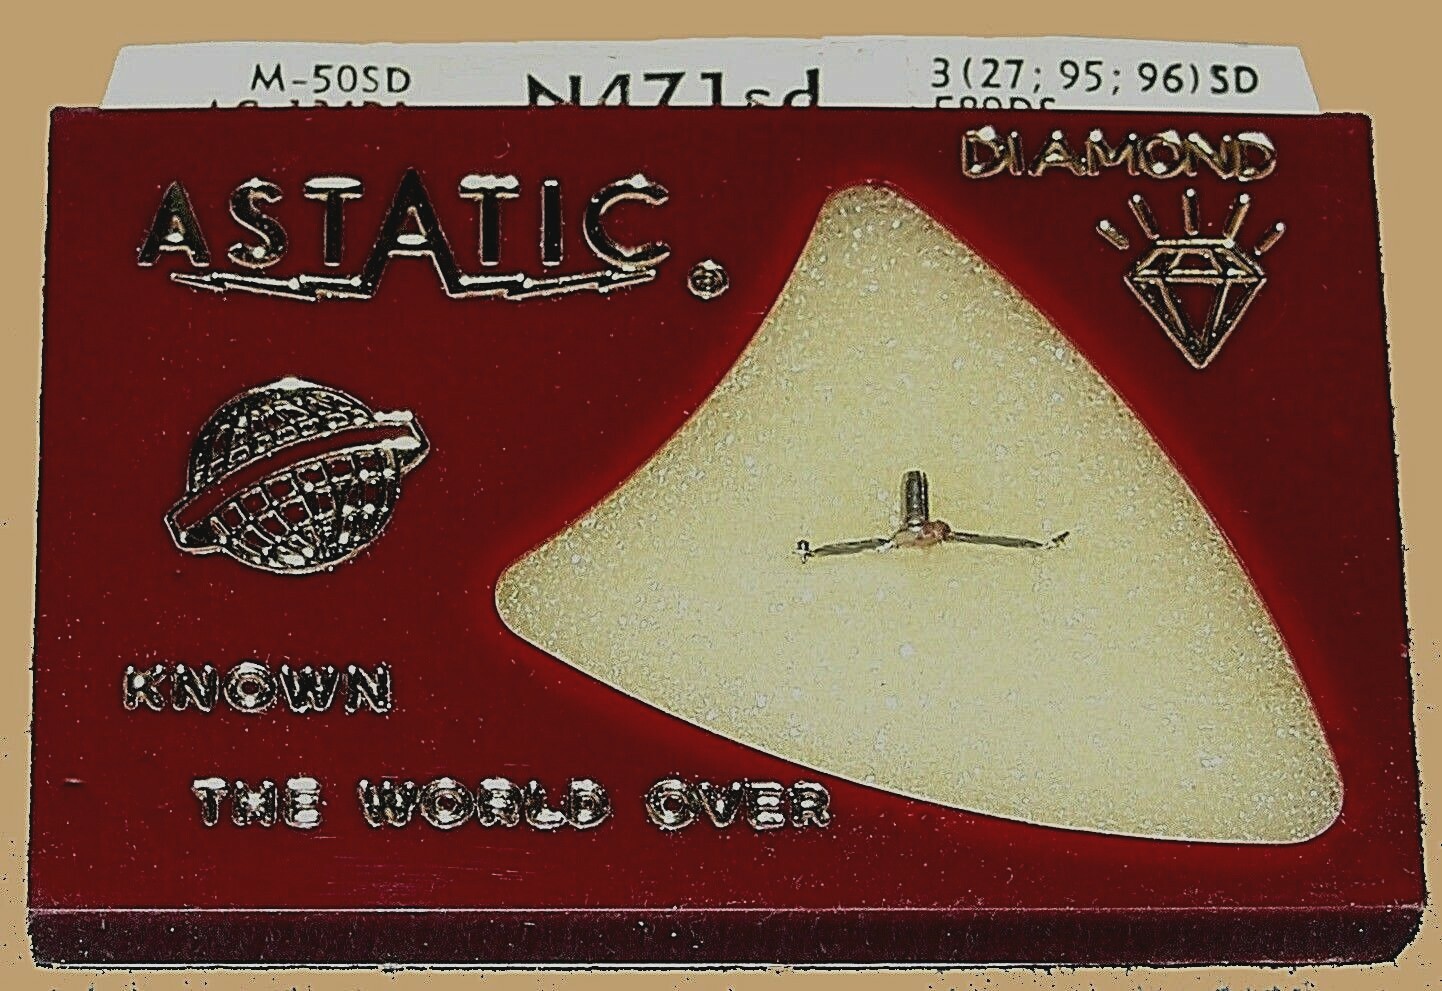 M-50SD
N471sd
3(27; 95; 96)SD
DIAMOND
ASTATIC ®
KNOWN
THE WORLD OVER